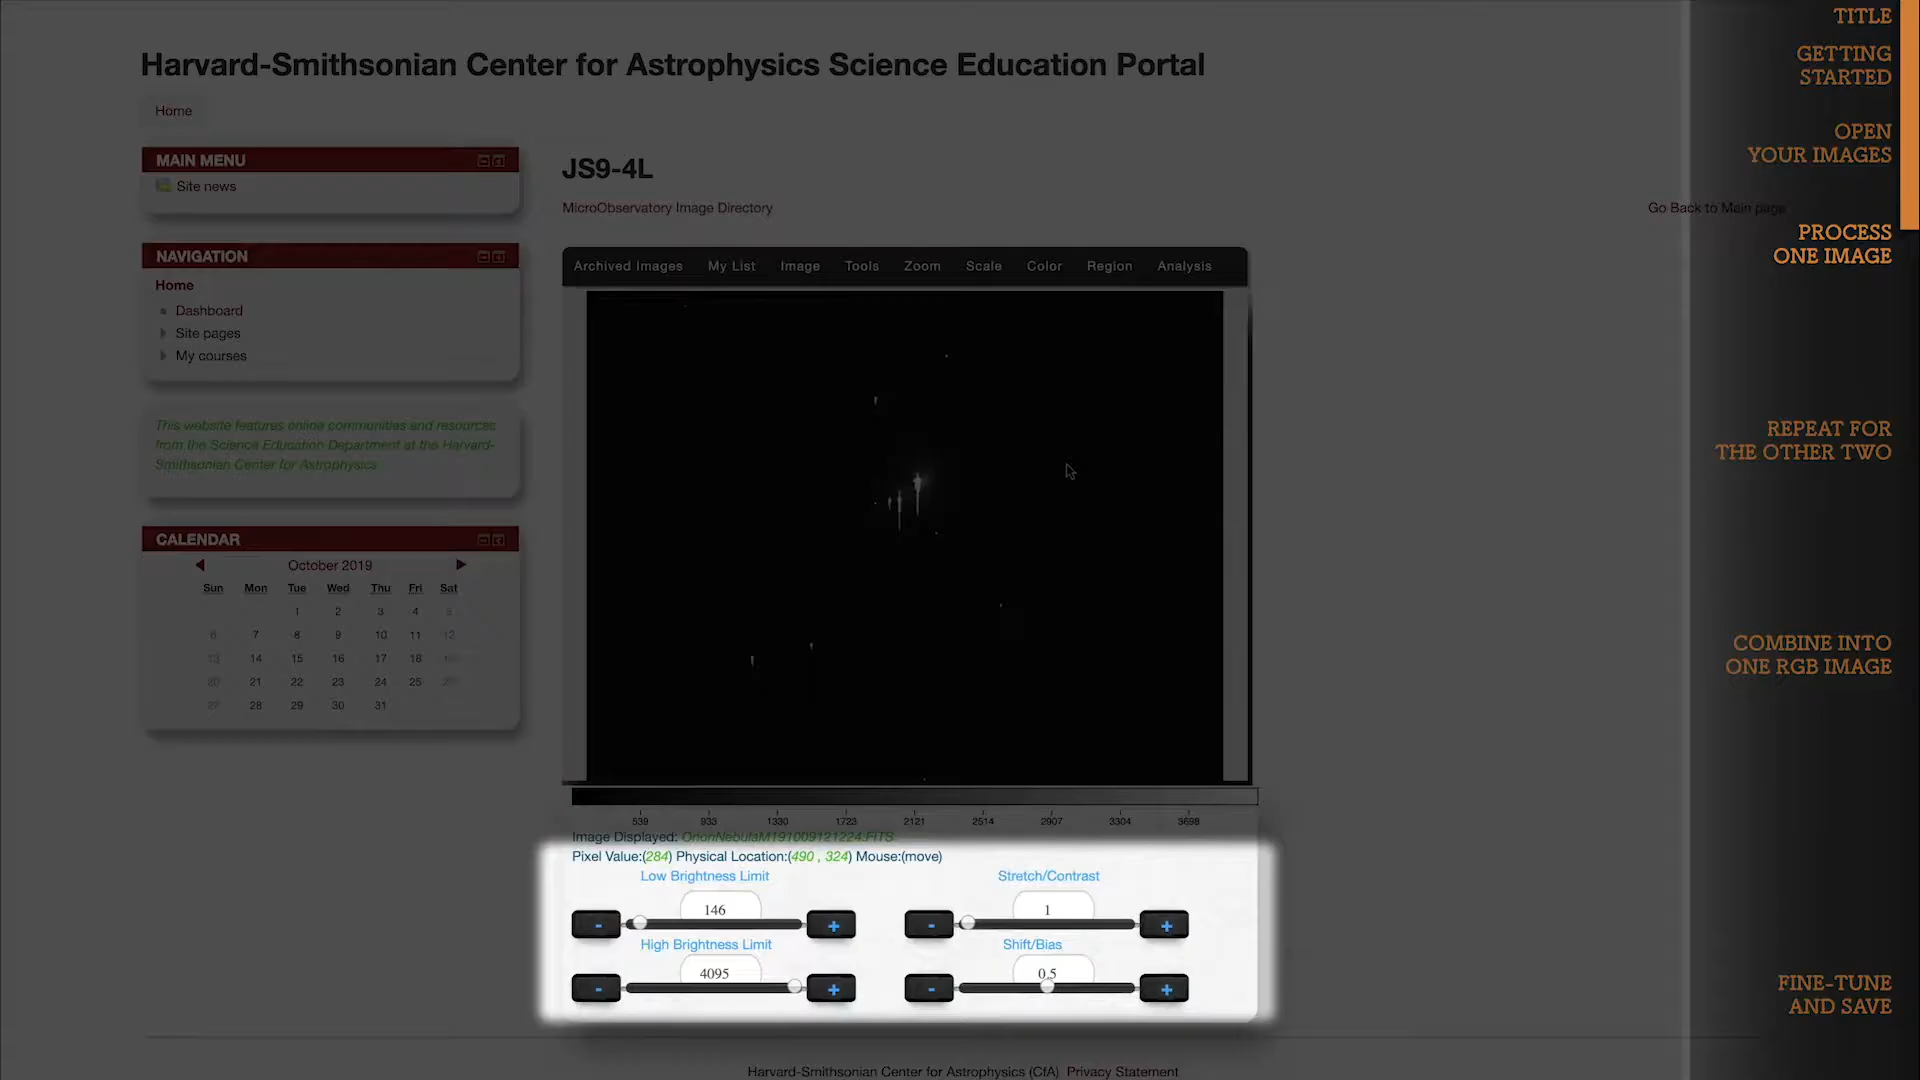 Harvard-Smithsonian Center for Astrophysics Science Education Portal
Home
MAIN MENU
Site news
NAVIGATION
Home
Dashboard
Site pages
My courses
This website features online communities and resources
from the Science Education Department at the Harvard-
Smithsonian Center for Astrophysics
CALENDAR
October 2019
Sun Mon Tue Wed Thu Fri Sat
1 2 3 4 5
6 7 8 9 10 11 12
13 14 15 16 17 18 19
20 21 22 23 24 25 26
27 28 29 30 31
JS9-4L
MicroObservatory Image Directory
Go Back to Main page
Archived Images My List Image Tools Zoom Scale Color Region Analysis
539 933 1330 1723 2121 2514 2907 3304 3698
Image Displayed: OrionNebulaM191009121224.FITS
Pixel Value:(284) Physical Location:(490 , 324) Mouse:(move)
Low Brightness Limit
- 146 +
High Brightness Limit
- 4095 +
Stretch/Contrast
- 1 +
Shift/Bias
- 0.5 +
Harvard-Smithsonian Center for Astrophysics (CfA) Privacy Statement
TITLE
GETTING
STARTED
OPEN
YOUR IMAGES
PROCESS
ONE IMAGE
REPEAT FOR
THE OTHER TWO
COMBINE INTO
ONE RGB IMAGE
FINE-TUNE
AND SAVE